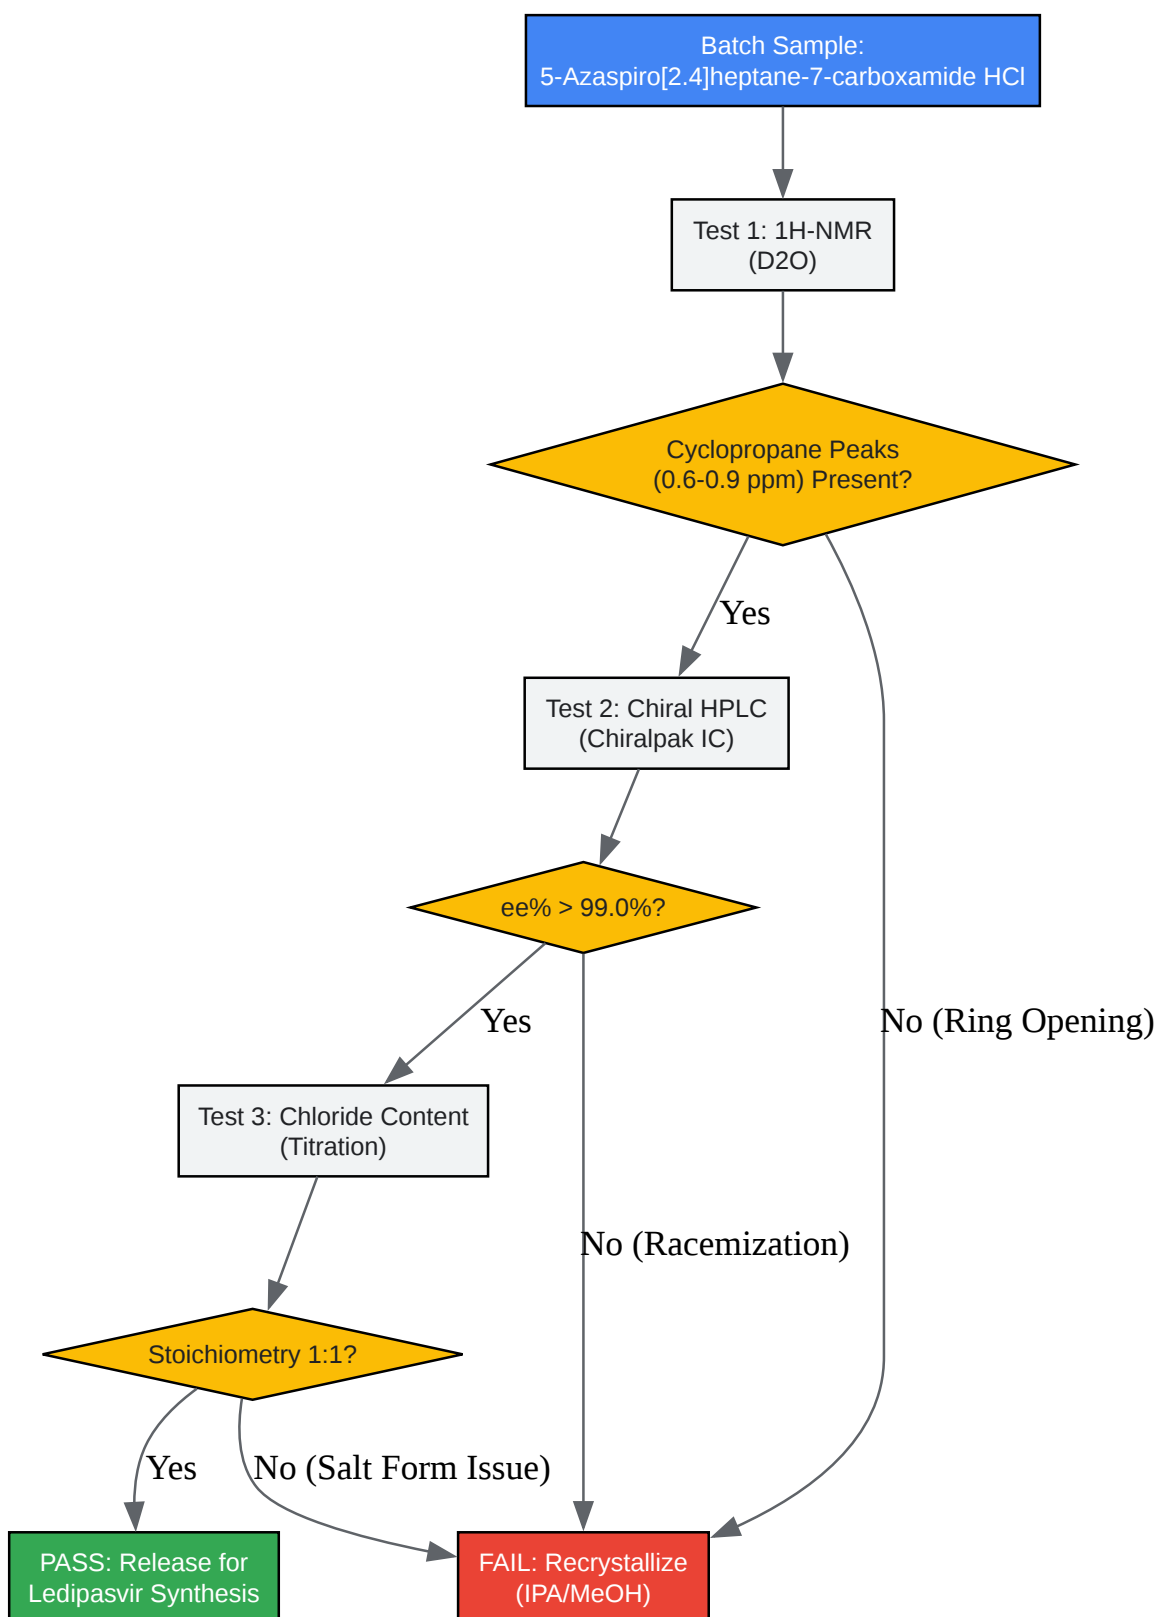 Batch Sample:
5-Azaspiro[2.4]heptane-7-carboxamide HCl
Test 1: 1H-NMR
(D2O)
Cyclopropane Peaks
(0.6-0.9 ppm) Present?
Yes
Test 2: Chiral HPLC
(Chiralpak IC)
ee% > 99.0%?
Yes
No (Ring Opening)
Test 3: Chloride Content
(Titration)
No (Racemization)
Stoichiometry 1:1?
Yes
No (Salt Form Issue)
PASS: Release for
Ledipasvir Synthesis
FAIL: Recrystallize
(IPA/MeOH)